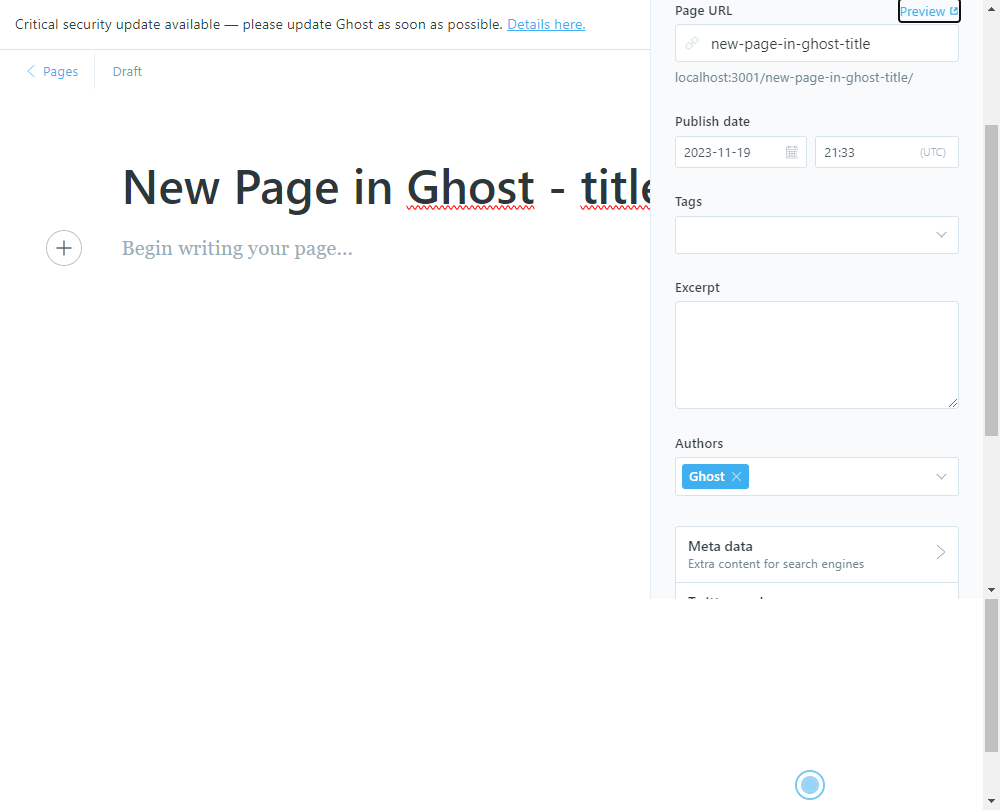 Critical security update available — please update Ghost as soon as possible. Details here.
Pages
Draft
New Page in Ghost - title
Begin writing your page...
Page URL
Preview
new-page-in-ghost-title
localhost:3001/new-page-in-ghost-title/
Publish date
2023-11-19
21:33 (UTC)
Tags
Excerpt
Authors
Ghost
Meta data
Extra content for search engines